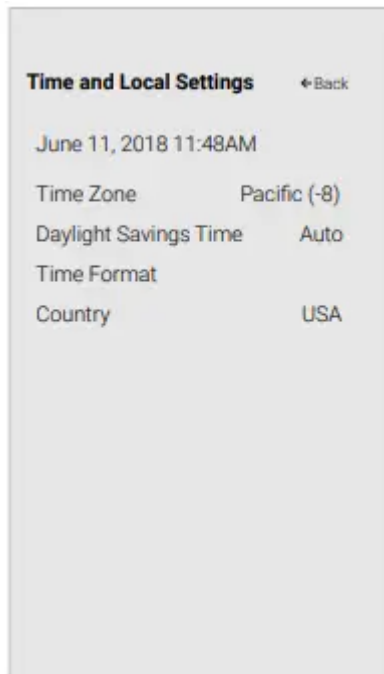 Time and Local Settings ←Back
June 11, 2018 11:48AM
Time Zone Pacific (-8)
Daylight Savings Time Auto
Time Format
Country USA